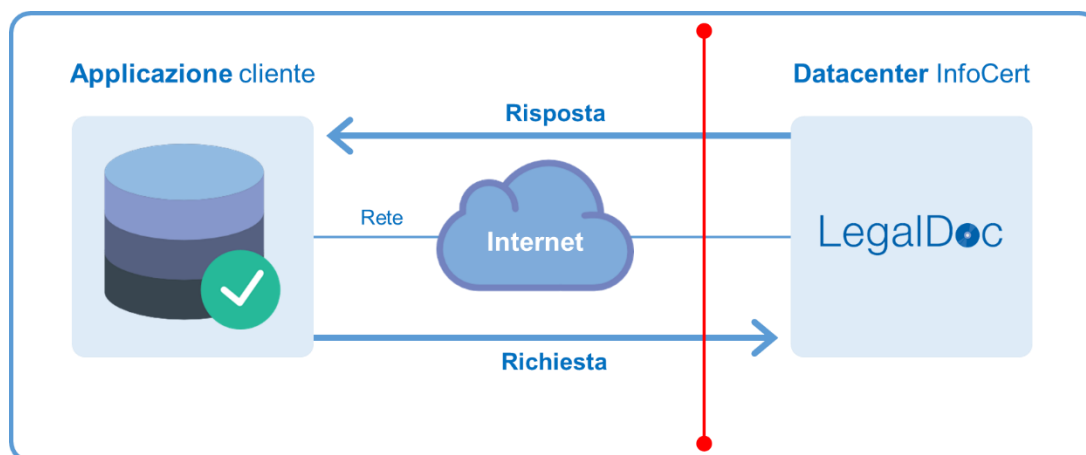 Applicazione cliente
Datacenter InfoCert
Risposta
Rete
Internet
LegalDoc
Richiesta